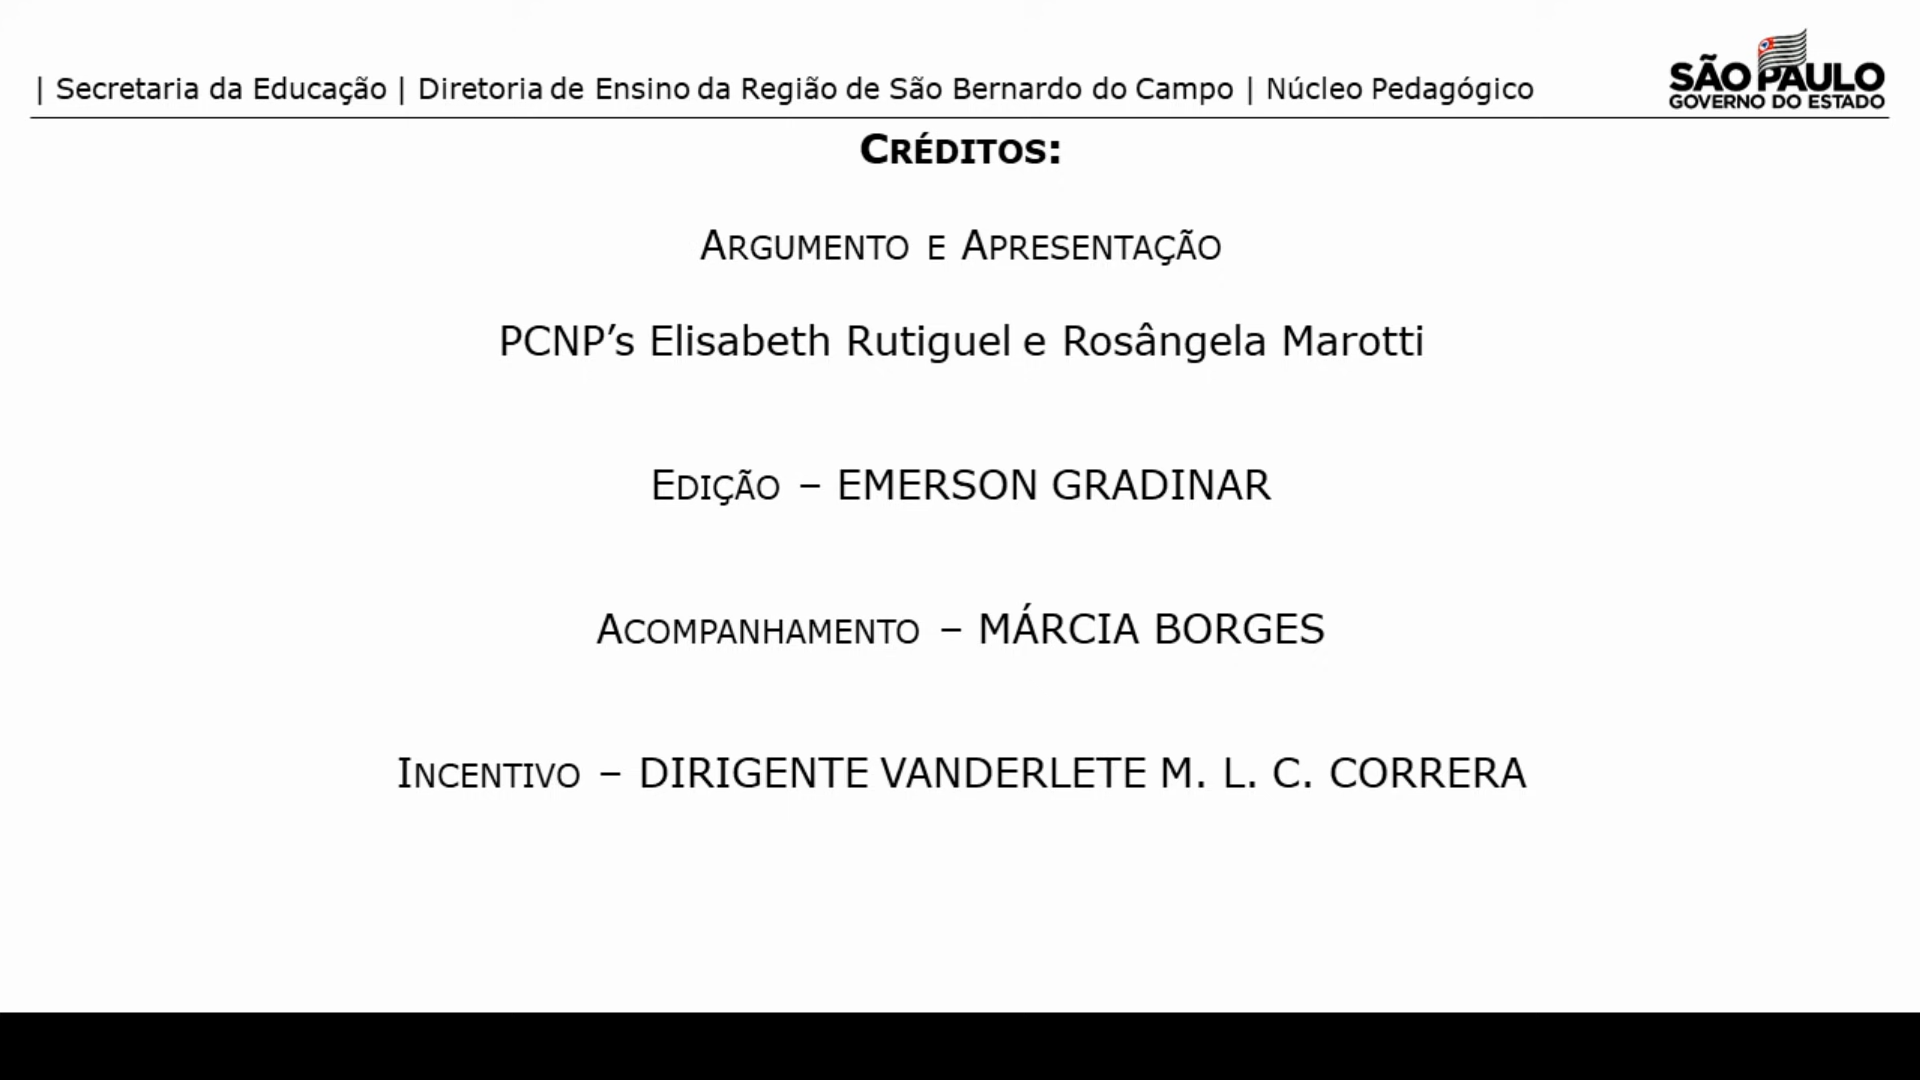 | Secretaria da Educação | Diretoria de Ensino da Região de São Bernardo do Campo | Núcleo Pedagógico
SÃO PAULO
GOVERNO DO ESTADO
CRÉDITOS:
ARGUMENTO E APRESENTAÇÃO
PCNP’s Elisabeth Rutiguel e Rosângela Marotti
EDIÇÃO – EMERSON GRADINAR
ACOMPANHAMENTO – MÁRCIA BORGES
INCENTIVO – DIRIGENTE VANDERLETE M. L. C. CORRERA